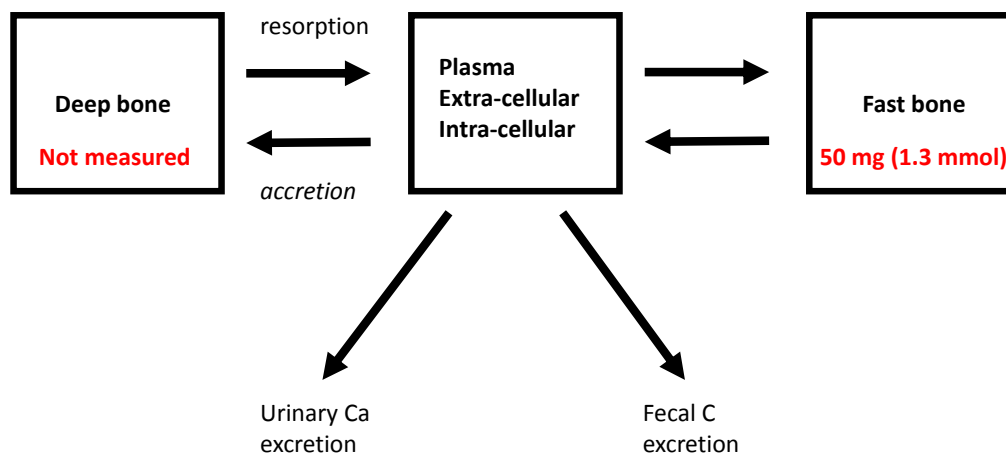 resorption
Deep bone
Not measured
accretion
Plasma
Extra-cellular
Intra-cellular
Fast bone
50 mg (1.3 mmol)
Urinary Ca
excretion
Fecal C
excretion